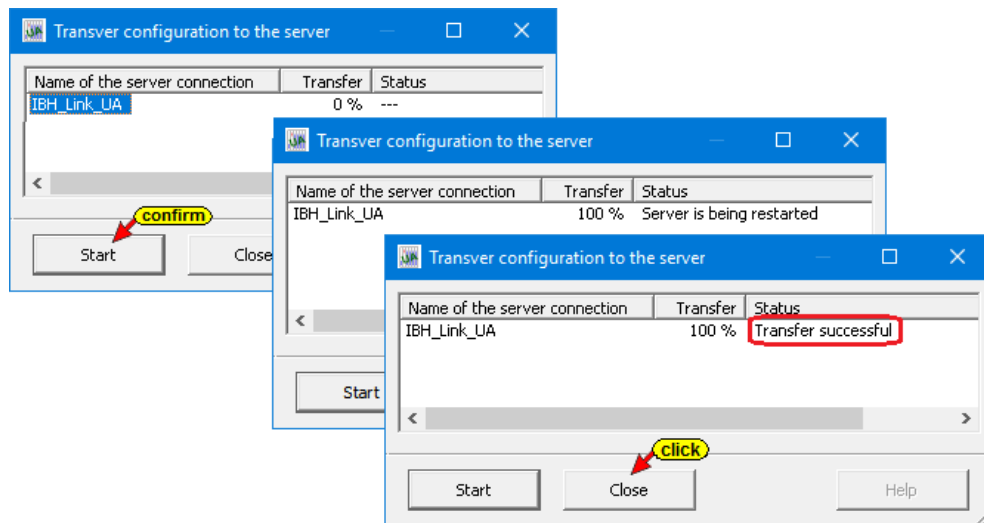 Transver configuration to the server
Name of the server connection Transfer Status
IBH_Link_UA 0 % ---
confirm
Start Close
Transver configuration to the server
Name of the server connection Transfer Status
IBH_Link_UA 100 % Server is being restarted
Start
Transver configuration to the server
Name of the server connection Transfer Status
IBH_Link_UA 100 % Transfer successful
click
Start Close Help